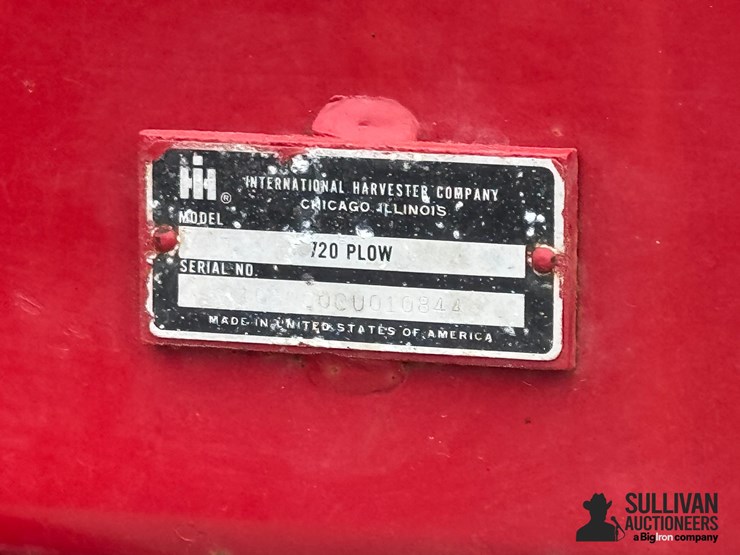 IH®
INTERNATIONAL HARVESTER COMPANY
CHICAGO ILLINOIS
MODEL
720 PLOW
SERIAL NO.
MADE IN UNITED STATES OF AMERICA
SULLIVAN
AUCTIONEERS
a BigIron company